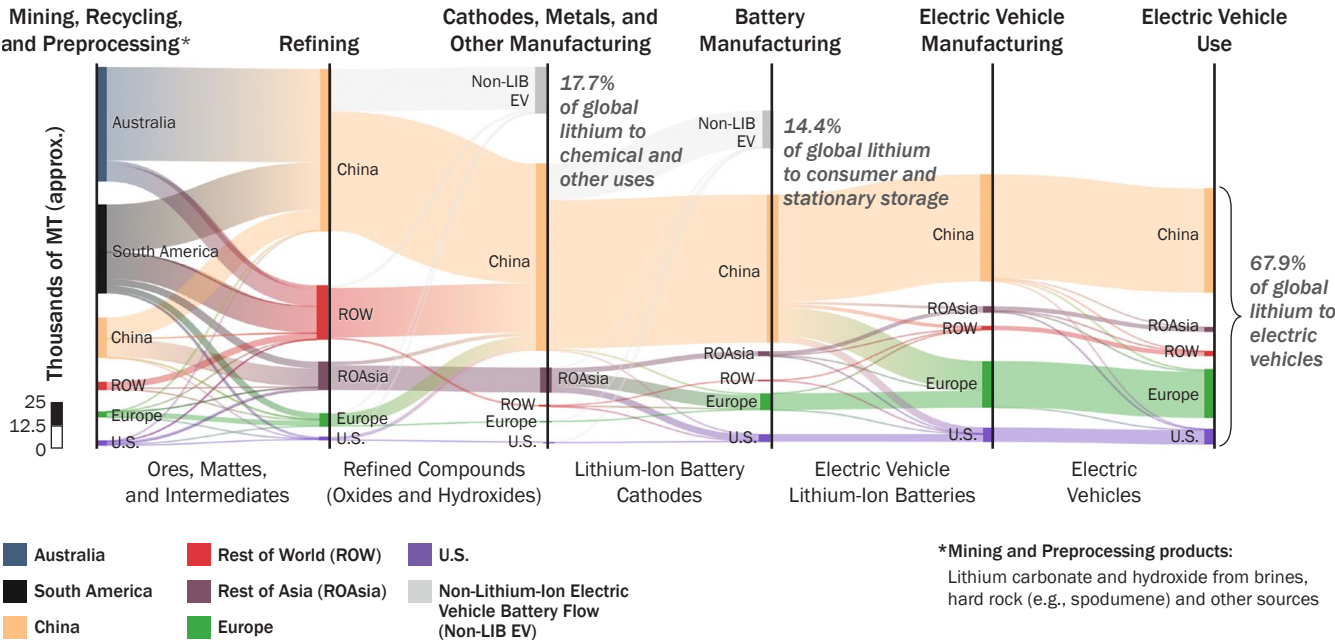 Mining, Recycling,
and Preprocessing*
Refining
Cathodes, Metals, and
Other Manufacturing
Battery
Manufacturing
Electric Vehicle
Manufacturing
Electric Vehicle
Use
Thousands of MT (approx.)
25
12.5
0
Australia
South America
China
ROW
Europe
U.S.
China
ROW
ROAsia
Europe
U.S.
Non-LIB
EV
17.7%
of global
lithium to
chemical and
other uses
China
ROAsia
ROW
Europe
U.S.
Non-LIB
EV
14.4%
of global lithium
to consumer and
stationary storage
China
ROAsia
ROW
Europe
U.S.
China
ROAsia
ROW
Europe
U.S.
China
ROAsia
ROW
Europe
U.S.
67.9%
of global
lithium to
electric
vehicles
Ores, Mattes,
and Intermediates
Refined Compounds
(Oxides and Hydroxides)
Lithium-Ion Battery
Cathodes
Electric Vehicle
Lithium-Ion Batteries
Electric
Vehicles
Australia
South America
China
Rest of World (ROW)
Rest of Asia (ROAsia)
Europe
U.S.
Non-Lithium-Ion Electric
Vehicle Battery Flow
(Non-LIB EV)
*Mining and Preprocessing products:
Lithium carbonate and hydroxide from brines,
hard rock (e.g., spodumene) and other sources